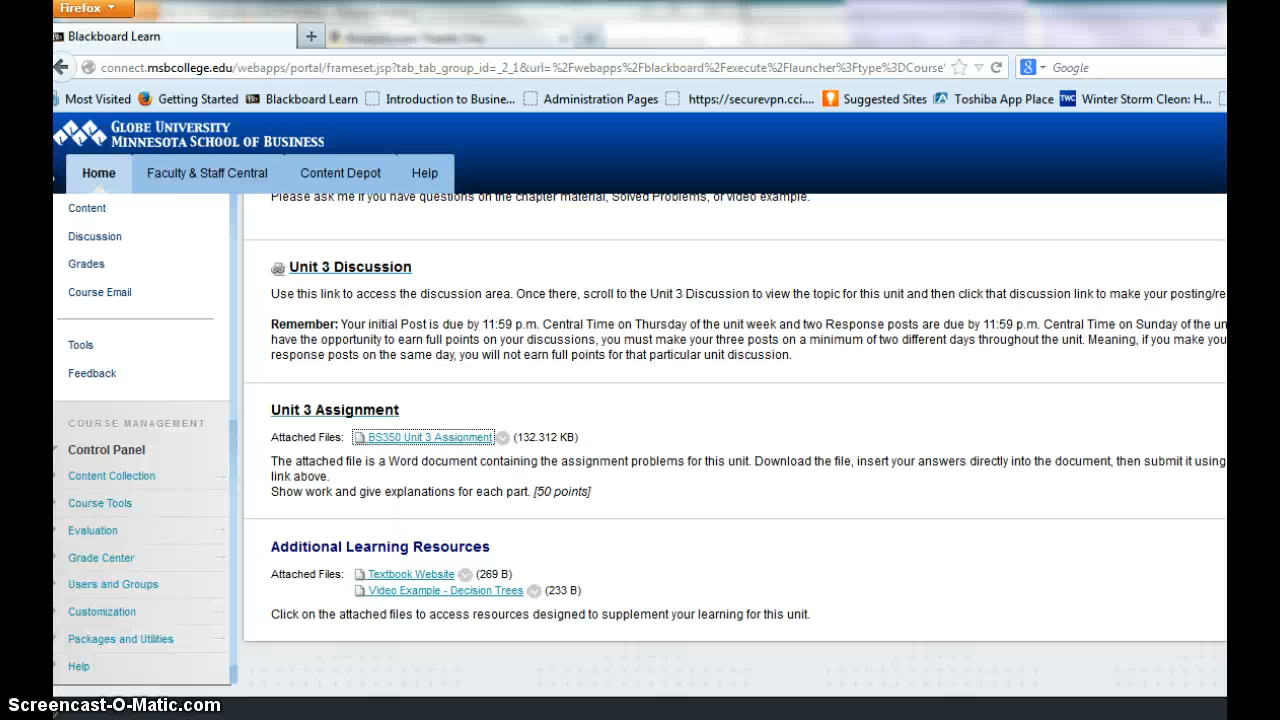 Firefox
Blackboard Learn
connect.msbcollege.edu/webapps/portal/frameset.jsp?tab_tab_group_id=_2_1&url=%2Fwebapps%2Fblackboard%2Fexecute%2Flauncher%3Ftype%3DCourse'
Google
Most Visited Getting Started Blackboard Learn Introduction to Busine... Administration Pages https://securevpn.cci.... Suggested Sites Toshiba App Place TWC Winter Storm Cleon: H...
GLOBE UNIVERSITY
MINNESOTA SCHOOL OF BUSINESS
Home Faculty & Staff Central Content Depot Help
Please ask me if you have questions on the chapter material, Solved Problems, or video example.
Content
Discussion
Grades
Course Email
Tools
Feedback
COURSE MANAGEMENT
Control Panel
Content Collection
Course Tools
Evaluation
Grade Center
Users and Groups
Customization
Packages and Utilities
Help
Unit 3 Discussion
Use this link to access the discussion area. Once there, scroll to the Unit 3 Discussion to view the topic for this unit and then click that discussion link to make your posting/re
Remember: Your initial Post is due by 11:59 p.m. Central Time on Thursday of the unit week and two Response posts are due by 11:59 p.m. Central Time on Sunday of the un
have the opportunity to earn full points on your discussions, you must make your three posts on a minimum of two different days throughout the unit. Meaning, if you make you
response posts on the same day, you will not earn full points for that particular unit discussion.
Unit 3 Assignment
Attached Files: BS350 Unit 3 Assignment (132.312 KB)
The attached file is a Word document containing the assignment problems for this unit. Download the file, insert your answers directly into the document, then submit it using
link above.
Show work and give explanations for each part. [50 points]
Additional Learning Resources
Attached Files: Textbook Website (269 B)
Video Example - Decision Trees (233 B)
Click on the attached files to access resources designed to supplement your learning for this unit.
Screencast-O-Matic.com